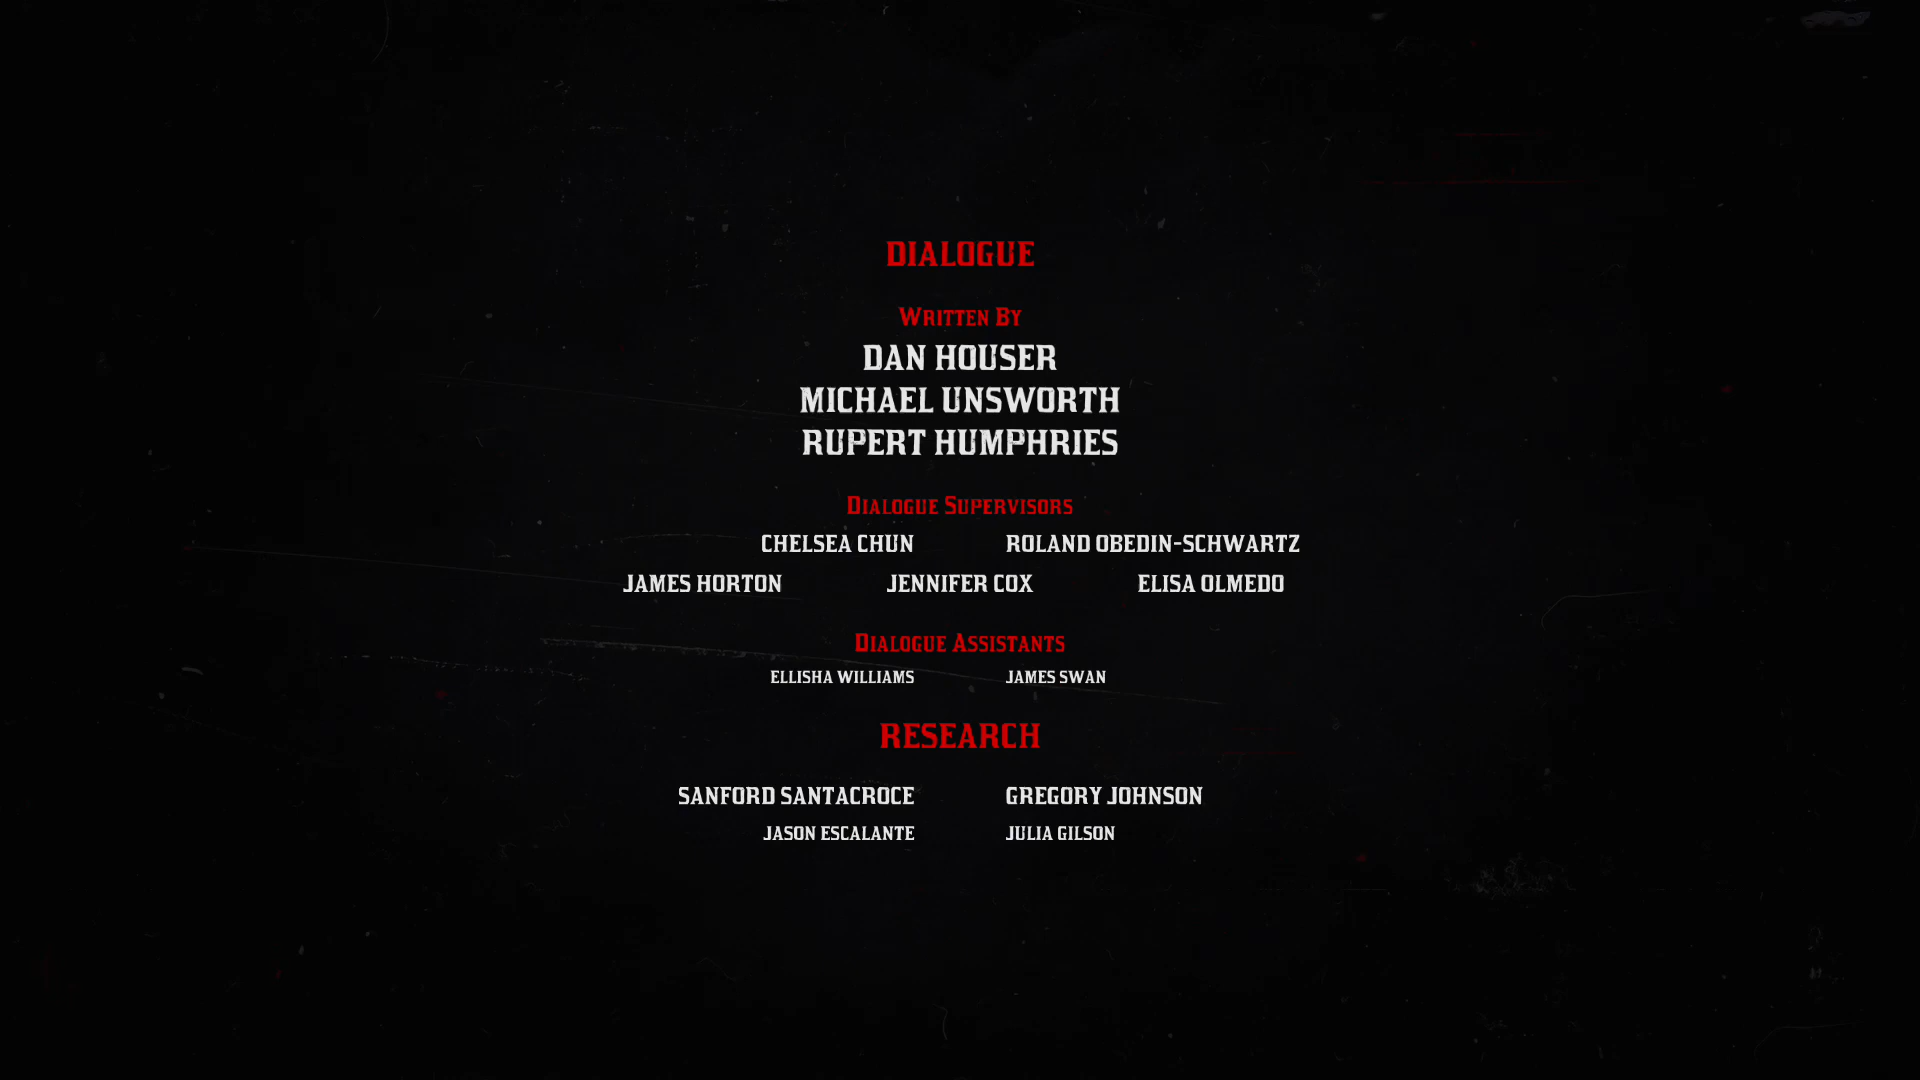 DIALOGUE
WRITTEN BY
DAN HOUSER
MICHAEL UNSWORTH
RUPERT HUMPHRIES
DIALOGUE SUPERVISORS
CHELSEA CHUN ROLAND OBEDIN-SCHWARTZ
JAMES HORTON JENNIFER COX ELISA OLMEDO
DIALOGUE ASSISTANTS
ELLISHA WILLIAMS JAMES SWAN
RESEARCH
SANFORD SANTACROCE GREGORY JOHNSON
JASON ESCALANTE JULIA GILSON